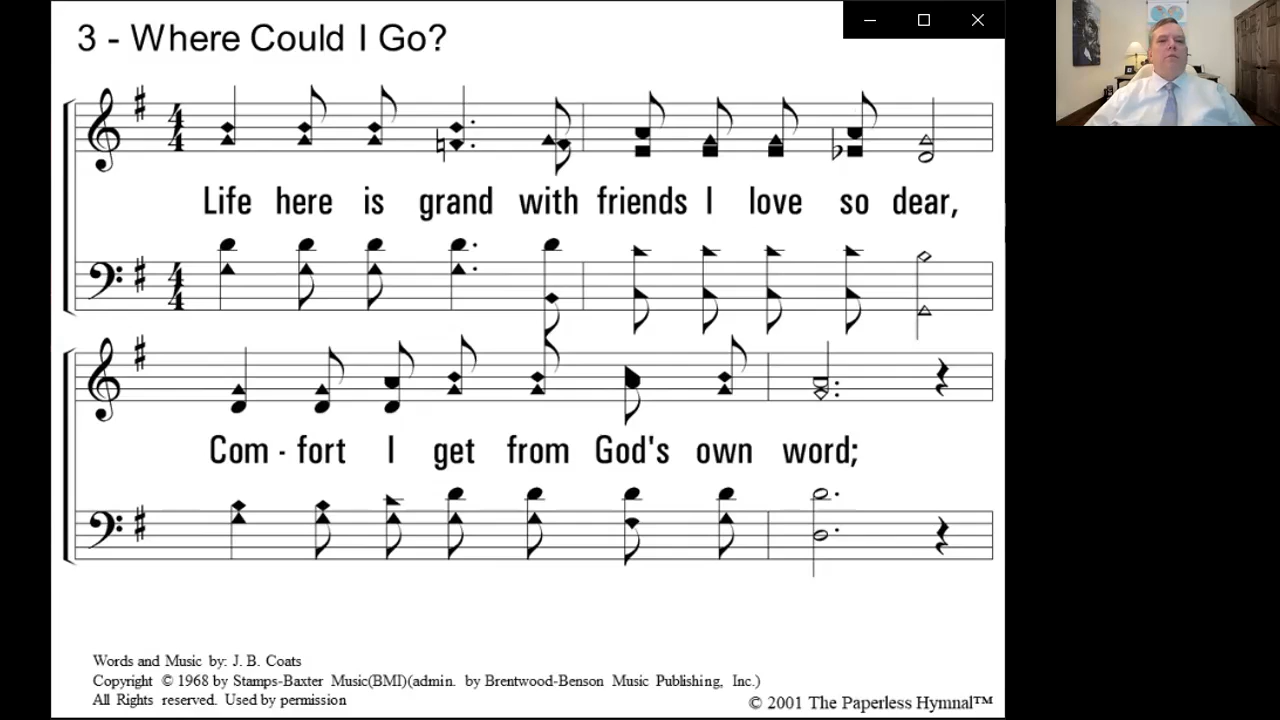 3 - Where Could I Go?
Life here is grand with friends I love so dear,
Com - fort I get from God's own word;
Words and Music by: J. B. Coats
Copyright © 1968 by Stamps-Baxter Music(BMI)(admin. by Brentwood-Benson Music Publishing, Inc.)
All Rights reserved. Used by permission
© 2001 The Paperless Hymnal™